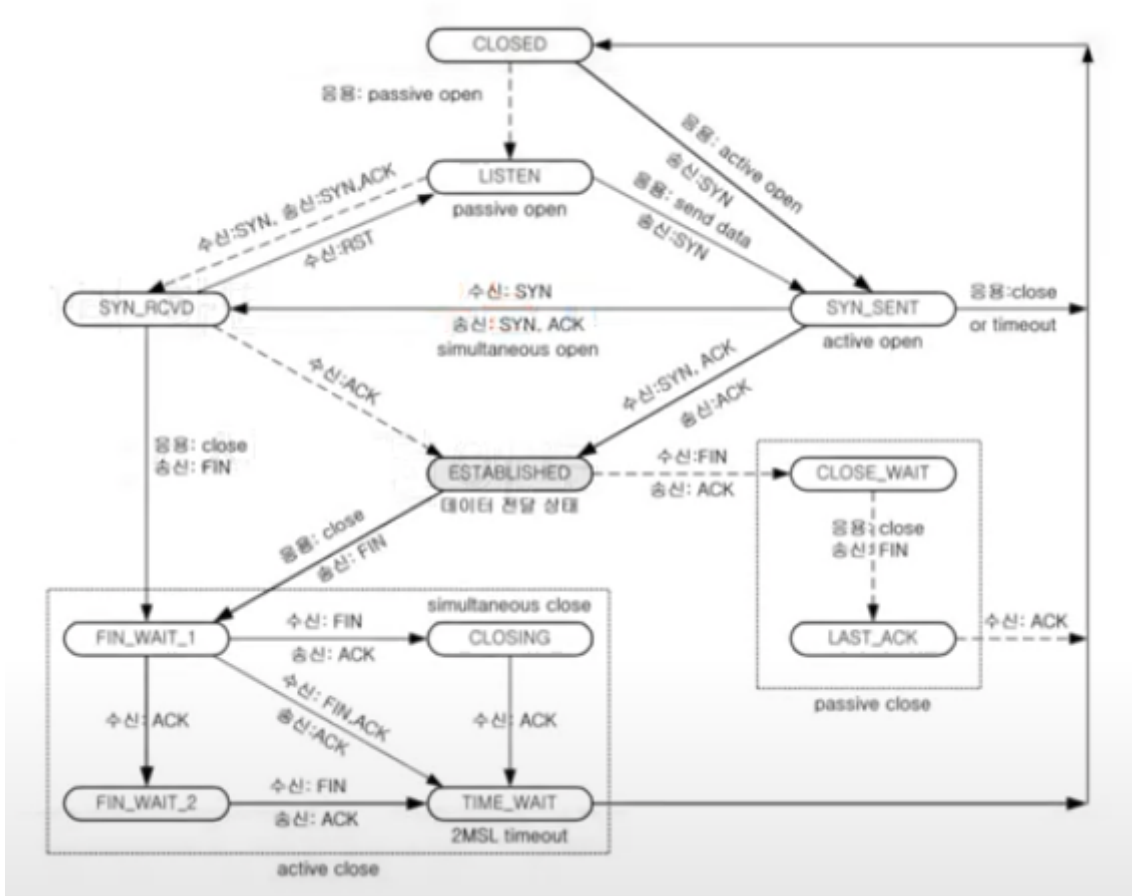 CLOSED
응용: passive open
응용: active open
송신:SYN
LISTEN
passive open
응용: send data
송신:SYN
수신:SYN, 송신:SYN,ACK
수신:RST
SYN_RCVD
수신: SYN
송신: SYN, ACK
simultaneous open
SYN_SENT
active open
응용:close
or timeout
수신:ACK
수신:SYN, ACK
송신:ACK
응용: close
송신: FIN
ESTABLISHED
데이터 전달 상태
수신:FIN
송신: ACK
CLOSE_WAIT
응용: close
송신: FIN
응용: close
송신: FIN
simultaneous close
FIN_WAIT_1
수신: FIN
송신: ACK
CLOSING
LAST_ACK
수신: ACK
passive close
수신: ACK
수신: FIN,ACK
송신:ACK
수신: ACK
FIN_WAIT_2
수신: FIN
송신: ACK
TIME_WAIT
2MSL timeout
active close